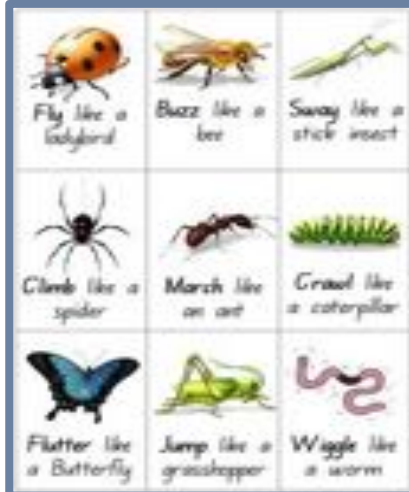 Fly like a
ladybird
Buzz like a
bee
Sway like a
stick insect
Climb like a
spider
March like
an ant
Crawl like
a caterpillar
Flutter like
a Butterfly
Jump like a
grasshopper
Wiggle like
a worm